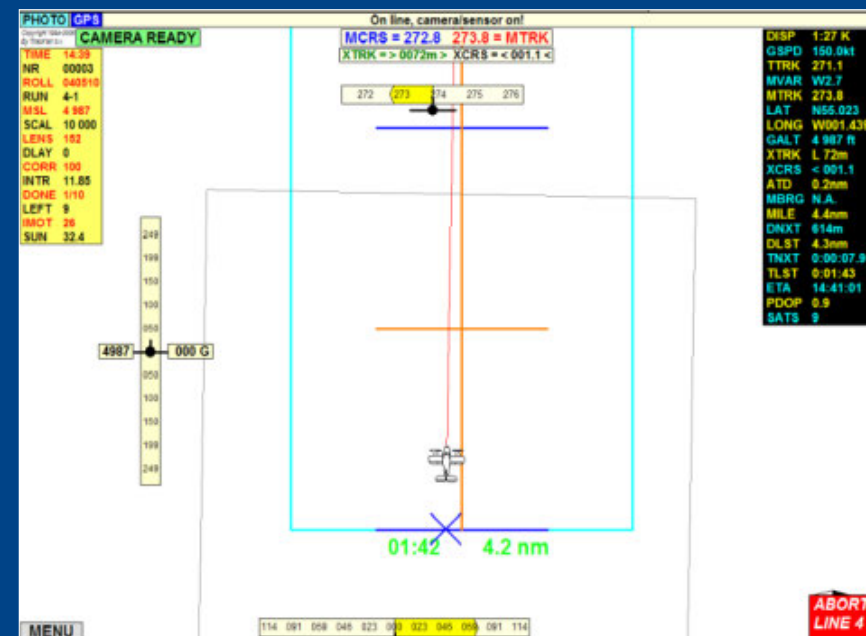 PHOTO GPS
On line, camera/sensor on!
CAMERA READY
MCRS = 272.8 273.8 = MTRK
XTRK = > 0072m > XCRS = < 001.1 <
TIME 14:39
NR 00003
ROLL 040510
RUN 4-1
MSL 4 987
SCAL 10 000
LENS 152
DLAY 0
CORR 100
INTR 11.85
DONE 1/10
LEFT 9
IMOT 26
SUN 32.4
272 273 274 275 276
DISP 1:27 K
GSPD 150.0kt
TTRK 271.1
MVAR W2.7
MTRK 273.8
LAT N55.023
LONG W001.430
GALT 4 987 ft
XTRK L 72m
XCRS < 001.1
ATD 0.2nm
MBRG N.A.
MILE 4.4nm
DNXT 614m
DLST 4.3nm
TNXT 0:00:07.9
TLST 0:01:43
ETA 14:41:01
PDOP 0.9
SATS 9
249
199
150
100
050
4987 000 G
050
100
150
199
249
01:42 4.2 nm
114 091 068 046 023 000 023 046 068 091 114
MENU
ABORT
LINE 4